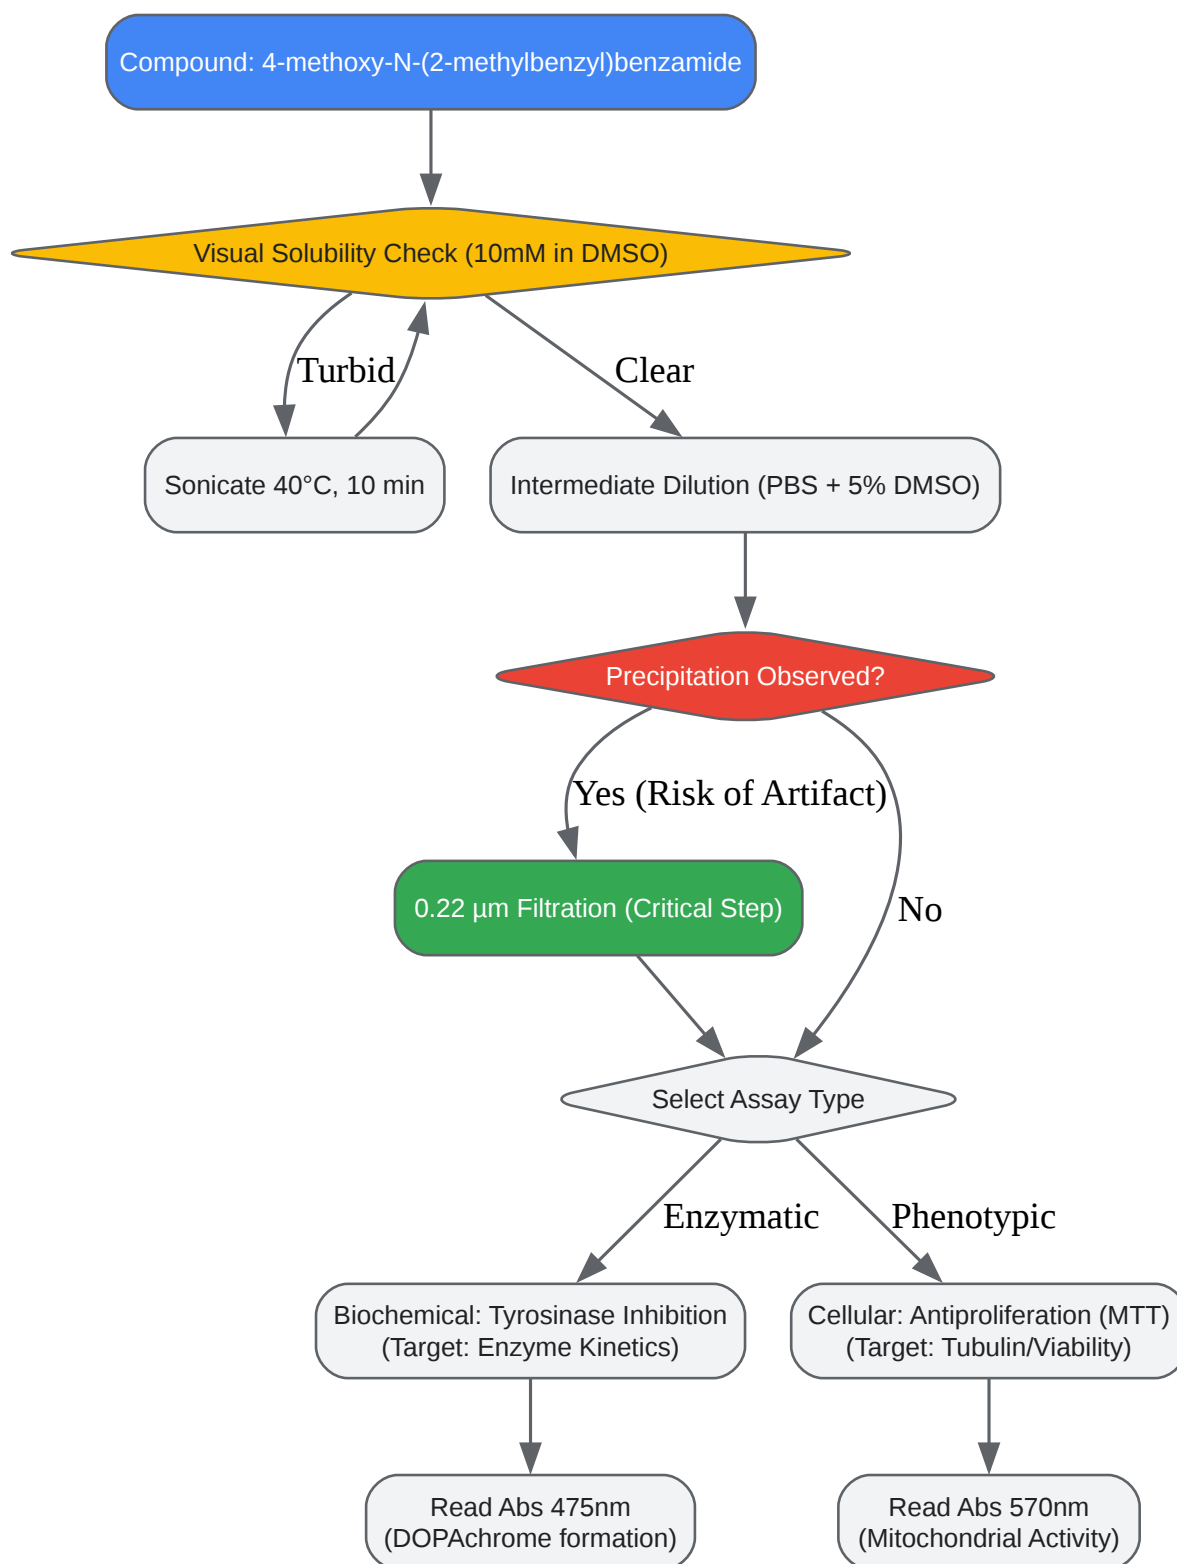 Compound: 4-methoxy-N-(2-methylbenzyl)benzamide
Visual Solubility Check (10mM in DMSO)
Turbid
Clear
Sonicate 40°C, 10 min
Intermediate Dilution (PBS + 5% DMSO)
Precipitation Observed?
Yes (Risk of Artifact)
0.22 µm Filtration (Critical Step)
No
Select Assay Type
Enzymatic
Phenotypic
Biochemical: Tyrosinase Inhibition
(Target: Enzyme Kinetics)
Cellular: Antiproliferation (MTT)
(Target: Tubulin/Viability)
Read Abs 475nm
(DOPAchrome formation)
Read Abs 570nm
(Mitochondrial Activity)